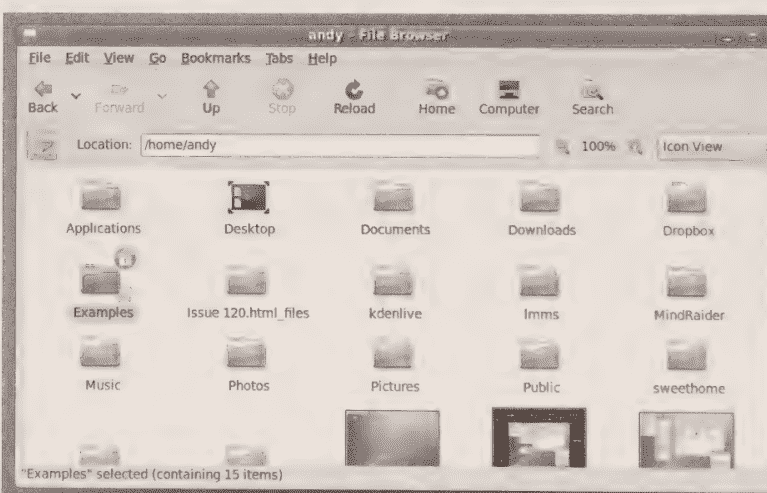 andy - File Browser
File Edit View Go Bookmarks Tabs Help
Back Forward Up Stop Reload Home Computer Search
Location: /home/andy 100% Icon View
Applications Desktop Documents Downloads Dropbox
Examples Issue 120.html_files kdenlive lmms MindRaider
Music Photos Pictures Public sweethome
"Examples" selected (containing 15 items)